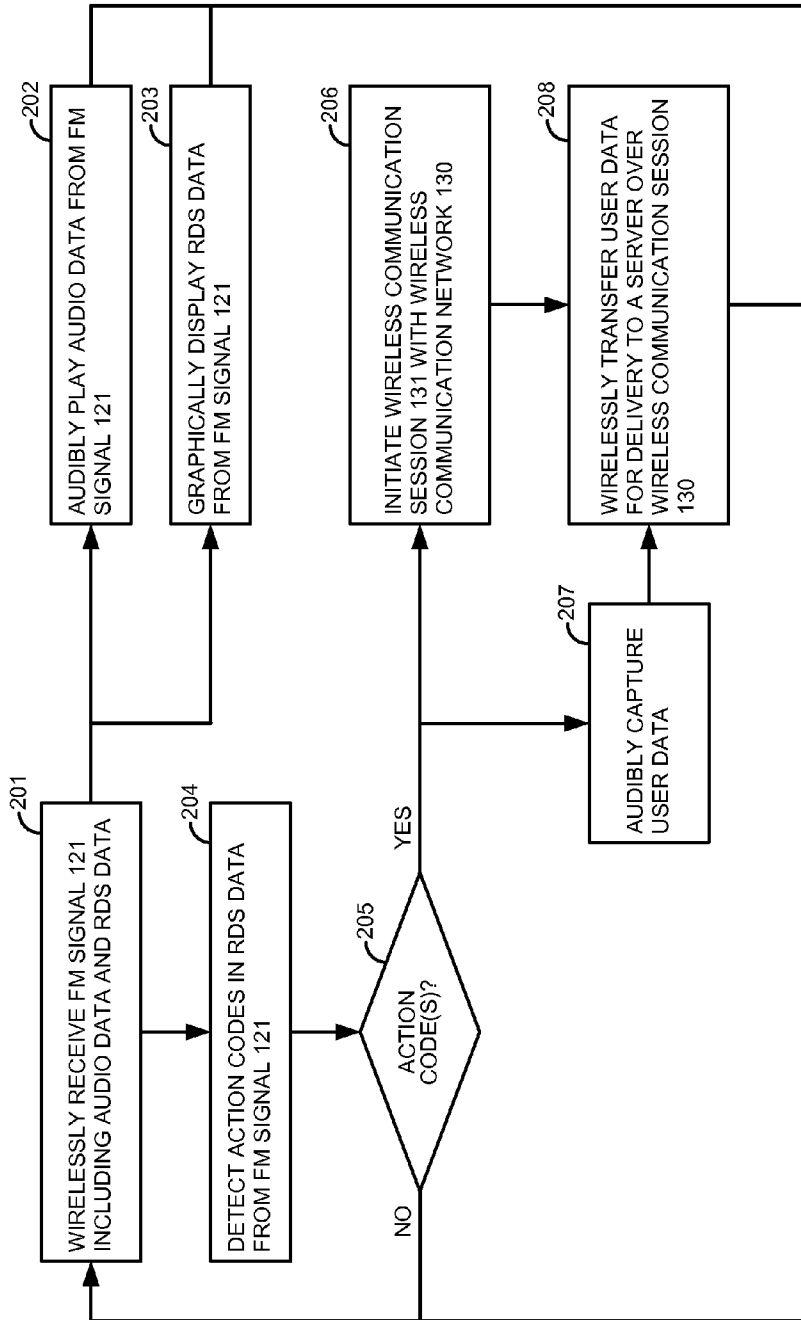 201
WIRELESSLY RECEIVE FM SIGNAL 121
INCLUDING AUDIO DATA AND RDS DATA
202
AUDIBLY PLAY AUDIO DATA FROM FM
SIGNAL 121
203
GRAPHICALLY DISPLAY RDS DATA
FROM FM SIGNAL 121
204
DETECT ACTION CODES IN RDS DATA
FROM FM SIGNAL 121
205
ACTION
CODE(S)?
NO
YES
206
INITIATE WIRELESS COMMUNICATION
SESSION 131 WITH WIRELESS
COMMUNICATION NETWORK 130
207
AUDIBLY CAPTURE
USER DATA
208
WIRELESSLY TRANSFER USER DATA
FOR DELIVERY TO A SERVER OVER
WIRELESS COMMUNICATION SESSION
130